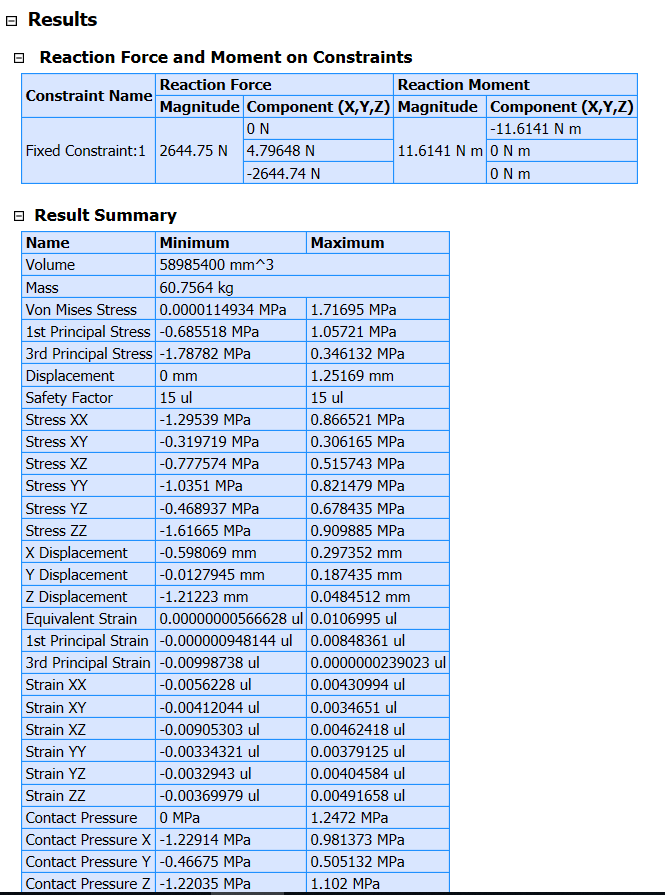 Results
Reaction Force and Moment on Constraints
Constraint Name Reaction Force Reaction Moment
Magnitude Component (X,Y,Z) Magnitude Component (X,Y,Z)
0 N -11.6141 N m
Fixed Constraint:1 2644.75 N 4.79648 N 11.6141 N m 0 N m
-2644.74 N 0 N m
Result Summary
Name Minimum Maximum
Volume 58985400 mm^3
Mass 60.7564 kg
Von Mises Stress 0.0000114934 MPa 1.71695 MPa
1st Principal Stress -0.685518 MPa 1.05721 MPa
3rd Principal Stress -1.78782 MPa 0.346132 MPa
Displacement 0 mm 1.25169 mm
Safety Factor 15 ul 15 ul
Stress XX -1.29539 MPa 0.866521 MPa
Stress XY -0.319719 MPa 0.306165 MPa
Stress XZ -0.777574 MPa 0.515743 MPa
Stress YY -1.0351 MPa 0.821479 MPa
Stress YZ -0.468937 MPa 0.678435 MPa
Stress ZZ -1.61665 MPa 0.909885 MPa
X Displacement -0.598069 mm 0.297352 mm
Y Displacement -0.0127945 mm 0.187435 mm
Z Displacement -1.21223 mm 0.0484512 mm
Equivalent Strain 0.00000000566628 ul 0.0106995 ul
1st Principal Strain -0.000000948144 ul 0.00848361 ul
3rd Principal Strain -0.00998738 ul 0.0000000239023 ul
Strain XX -0.0056228 ul 0.00430994 ul
Strain XY -0.00412044 ul 0.0034651 ul
Strain XZ -0.00905303 ul 0.00462418 ul
Strain YY -0.00334321 ul 0.00379125 ul
Strain YZ -0.0032943 ul 0.00404584 ul
Strain ZZ -0.00369979 ul 0.00491658 ul
Contact Pressure 0 MPa 1.2472 MPa
Contact Pressure X -1.22914 MPa 0.981373 MPa
Contact Pressure Y -0.46675 MPa 0.505132 MPa
Contact Pressure Z -1.22035 MPa 1.102 MPa